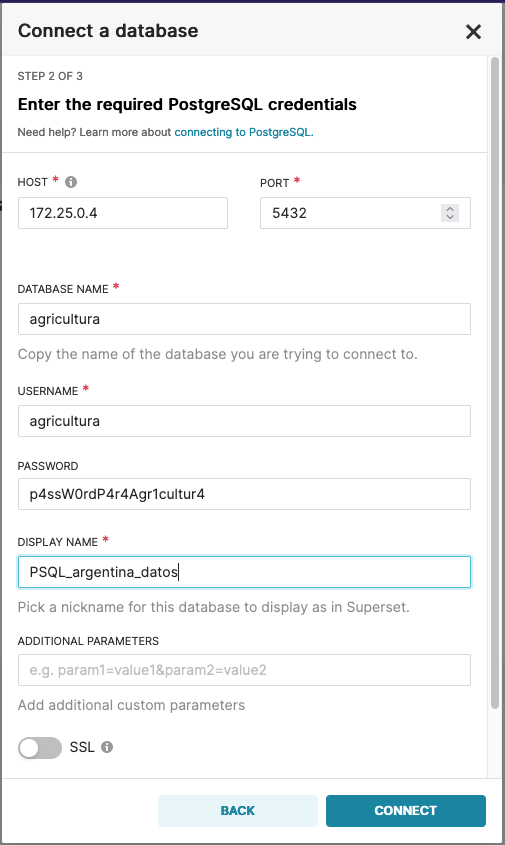 Connect a database
STEP 2 OF 3
Enter the required PostgreSQL credentials
Need help? Learn more about connecting to PostgreSQL.
HOST * PORT *
172.25.0.4 5432
DATABASE NAME *
agricultura
Copy the name of the database you are trying to connect to.
USERNAME *
agricultura
PASSWORD
p4ssW0rdP4r4Agr1cultur4
DISPLAY NAME *
PSQL_argentina_datos
Pick a nickname for this database to display as in Superset.
ADDITIONAL PARAMETERS
e.g. param1=value1&param2=value2
Add additional custom parameters
SSL
BACK CONNECT